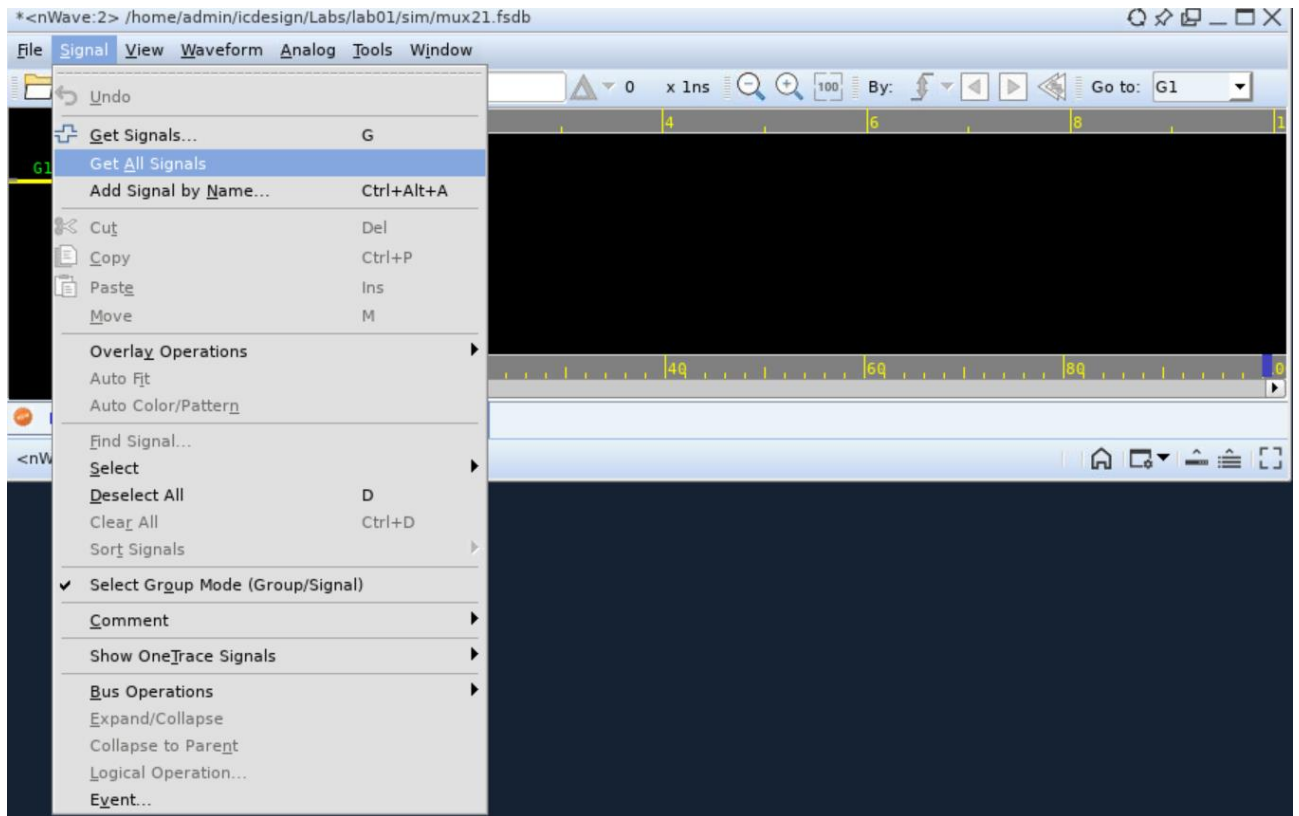 *<nWave:2> /home/admin/icdesign/Labs/lab01/sim/mux21.fsdb
File Signal View Waveform Analog Tools Window
0 x 1ns 100 By: Go to: G1
Undo
Get Signals... G
Get All Signals
Add Signal by Name... Ctrl+Alt+A
Cut Del
Copy Ctrl+P
Paste Ins
Move M
Overlay Operations
Auto Fit
Auto Color/Pattern
Find Signal...
Select
Deselect All D
Clear All Ctrl+D
Sort Signals
Select Group Mode (Group/Signal)
Comment
Show OneTrace Signals
Bus Operations
Expand/Collapse
Collapse to Parent
Logical Operation...
Event...
4 6 8 1
G1
40 60 80 0
<nW